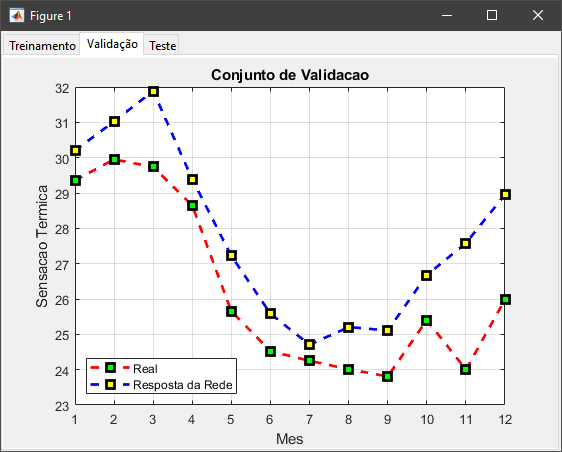 Figure 1
Treinamento Validação Teste
Conjunto de Validacao
32
31
30
29
28
27
26
25
24
23
Sensacao Termica
Real
Resposta da Rede
1 2 3 4 5 6 7 8 9 10 11 12
Mes